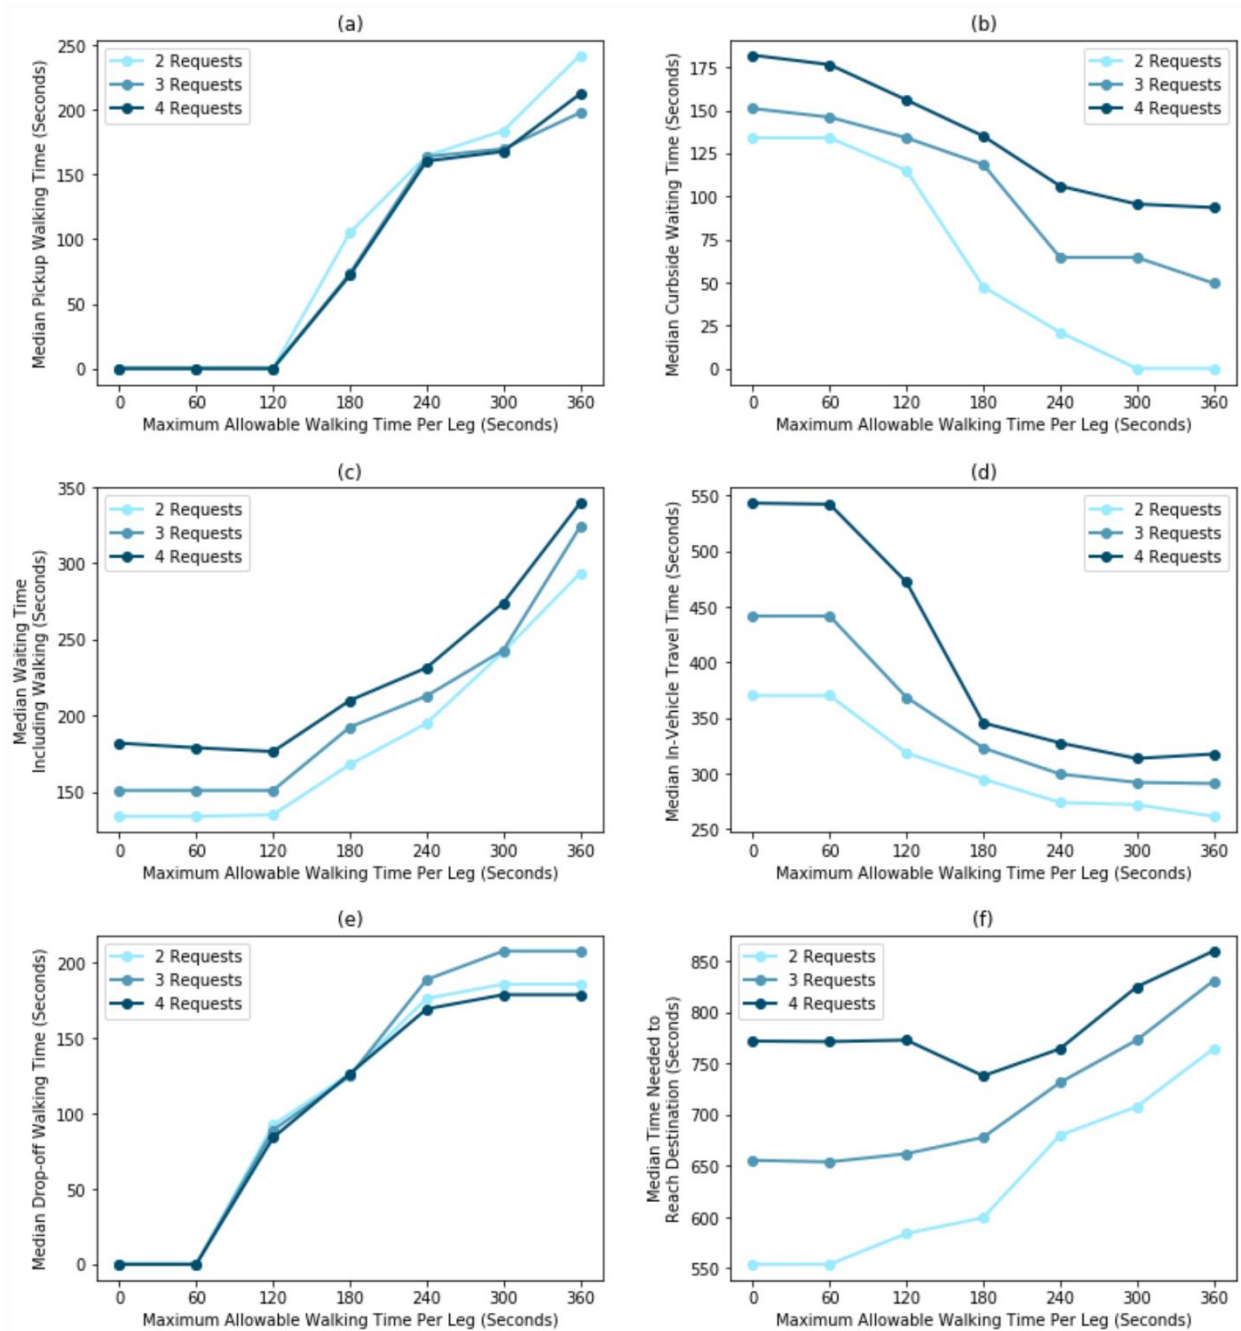 (a)
250
200
150
100
50
0
Median Pickup Walking Time (Seconds)
2 Requests
3 Requests
4 Requests
0 60 120 180 240 300 360
Maximum Allowable Walking Time Per Leg (Seconds)
(b)
175
150
125
100
75
50
25
0
Median Curbside Waiting Time (Seconds)
2 Requests
3 Requests
4 Requests
0 60 120 180 240 300 360
Maximum Allowable Walking Time Per Leg (Seconds)
(c)
350
300
250
200
150
Median Waiting Time
Including Walking (Seconds)
2 Requests
3 Requests
4 Requests
0 60 120 180 240 300 360
Maximum Allowable Walking Time Per Leg (Seconds)
(d)
550
500
450
400
350
300
250
Median In-Vehicle Travel Time (Seconds)
2 Requests
3 Requests
4 Requests
0 60 120 180 240 300 360
Maximum Allowable Walking Time Per Leg (Seconds)
(e)
200
150
100
50
0
Median Drop-off Walking Time (Seconds)
2 Requests
3 Requests
4 Requests
0 60 120 180 240 300 360
Maximum Allowable Walking Time Per Leg (Seconds)
(f)
850
800
750
700
650
600
550
Median Time Needed to
Reach Destination (Seconds
2 Requests
3 Requests
4 Requests
0 60 120 180 240 300 360
Maximum Allowable Walking Time Per Leg (Seconds)